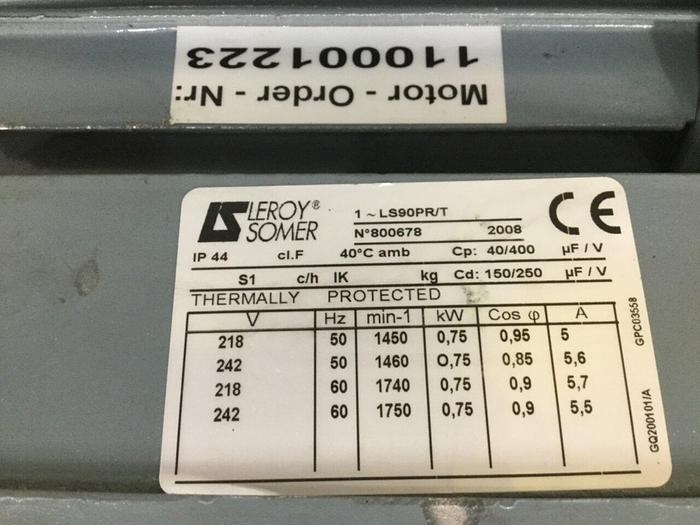 Motor - Order - Nr:
110001223
LEROY® 1 ~ LS90PR/T CE
SOMER N°800678 2008
IP 44 cl.F 40°C amb Cp: 40/400 µF / V
S1 c/h IK kg Cd: 150/250 µF / V
THERMALLY PROTECTED
V Hz min-1 kW Cos φ A
218 50 1450 0,75 0,95 5
242 50 1460 O,75 0,85 5,6
218 60 1740 0,75 0,9 5,7
242 60 1750 0,75 0,9 5,5
GPC03558
GQ200101/A